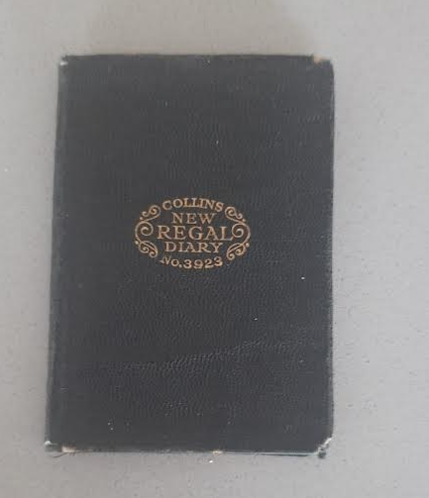 COLLINS
NEW
REGAL
DIARY
No. 3923